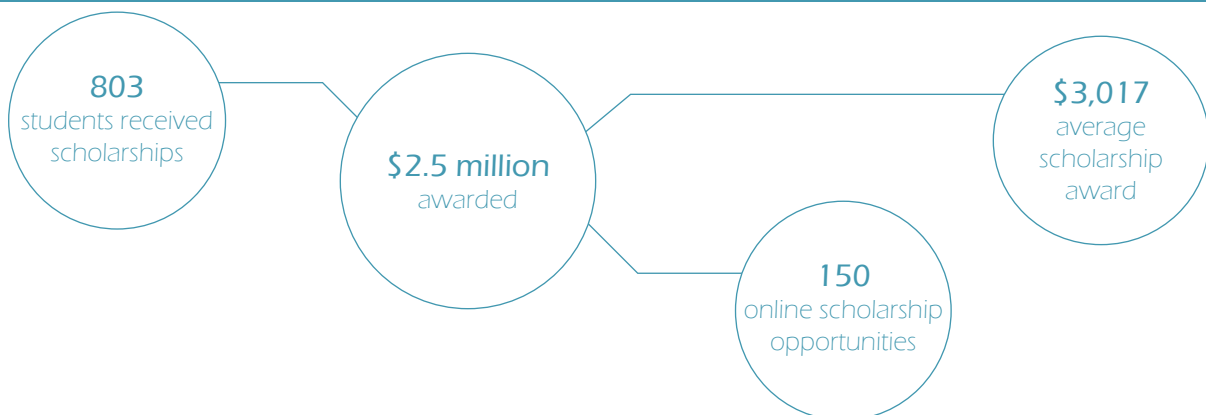 803
students received
scholarships
$2.5 million
awarded
$3,017
average
scholarship
award
150
online scholarship
opportunities